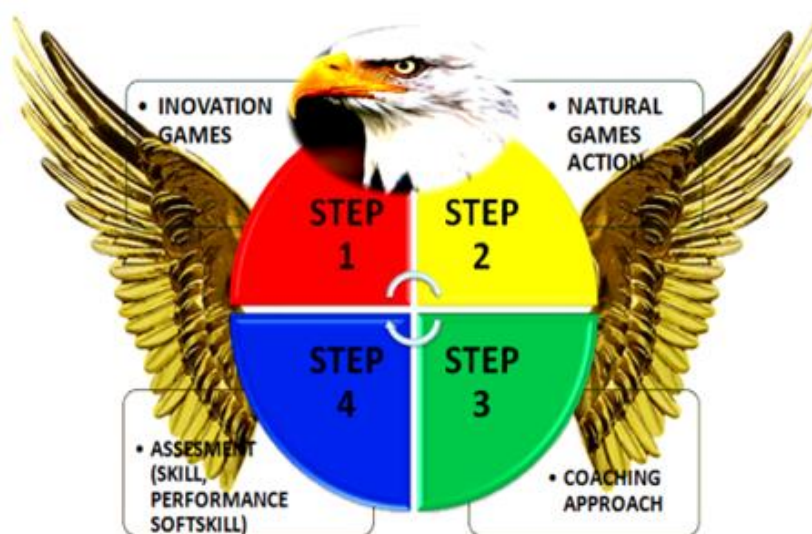 • INOVATION
GAMES
• NATURAL
GAMES
ACTION
STEP
1
STEP
2
STEP
4
STEP
3
• ASSESMENT
(SKILL,
PERFORMANCE
SOFTSKILL)
• COACHING
APPROACH